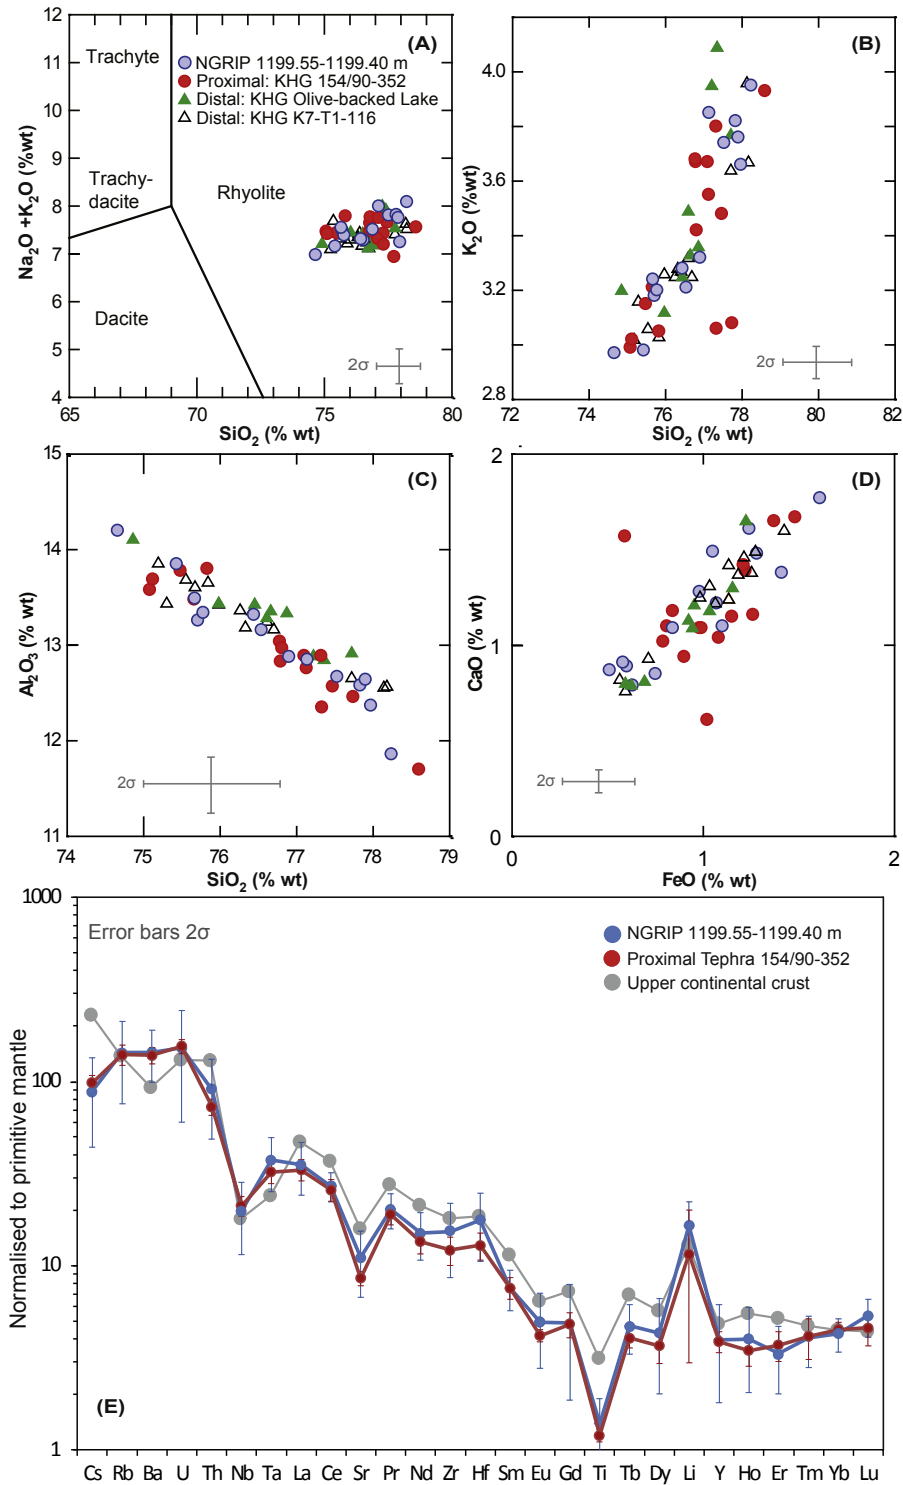 (A)
Trachyte
NGRIP 1199.55-1199.40 m
Proximal: KHG 154/90-352
Distal: KHG Olive-backed Lake
Distal: KHG K7-T1-116
Trachy-
dacite
Rhyolite
Dacite
2σ
12
11
10
9
8
7
6
5
4
Na2O +K2O (%wt)
65
70
75
80
SiO2 (% wt)
(B)
4.0
3.6
3.2
2.8
K2O (%wt)
2σ
72
74
76
78
80
82
SiO2 (% wt)
(C)
15
14
13
12
11
Al2O3 (% wt)
2σ
74
75
76
77
78
79
SiO2 (% wt)
(D)
2
1
0
CaO (% wt)
2σ
0
1
2
FeO (% wt)
1000
100
10
1
Normalised to primitive mantle
Error bars 2σ
NGRIP 1199.55-1199.40 m
Proximal Tephra 154/90-352
Upper continental crust
(E)
Cs Rb Ba U Th Nb Ta La Ce Sr Pr Nd Zr Hf Sm Eu Gd Ti Tb Dy Li Y Ho Er Tm Yb Lu